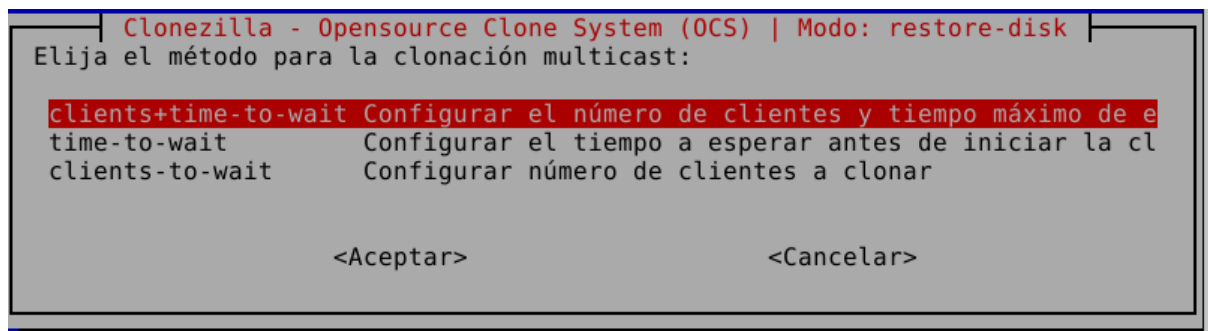 Clonezilla - Opensource Clone System (OCS) | Modo: restore-disk
Elija el método para la clonación multicast:
clients+time-to-wait Configurar el número de clientes y tiempo máximo de e
time-to-wait Configurar el tiempo a esperar antes de iniciar la cl
clients-to-wait Configurar número de clientes a clonar
<Aceptar> <Cancelar>